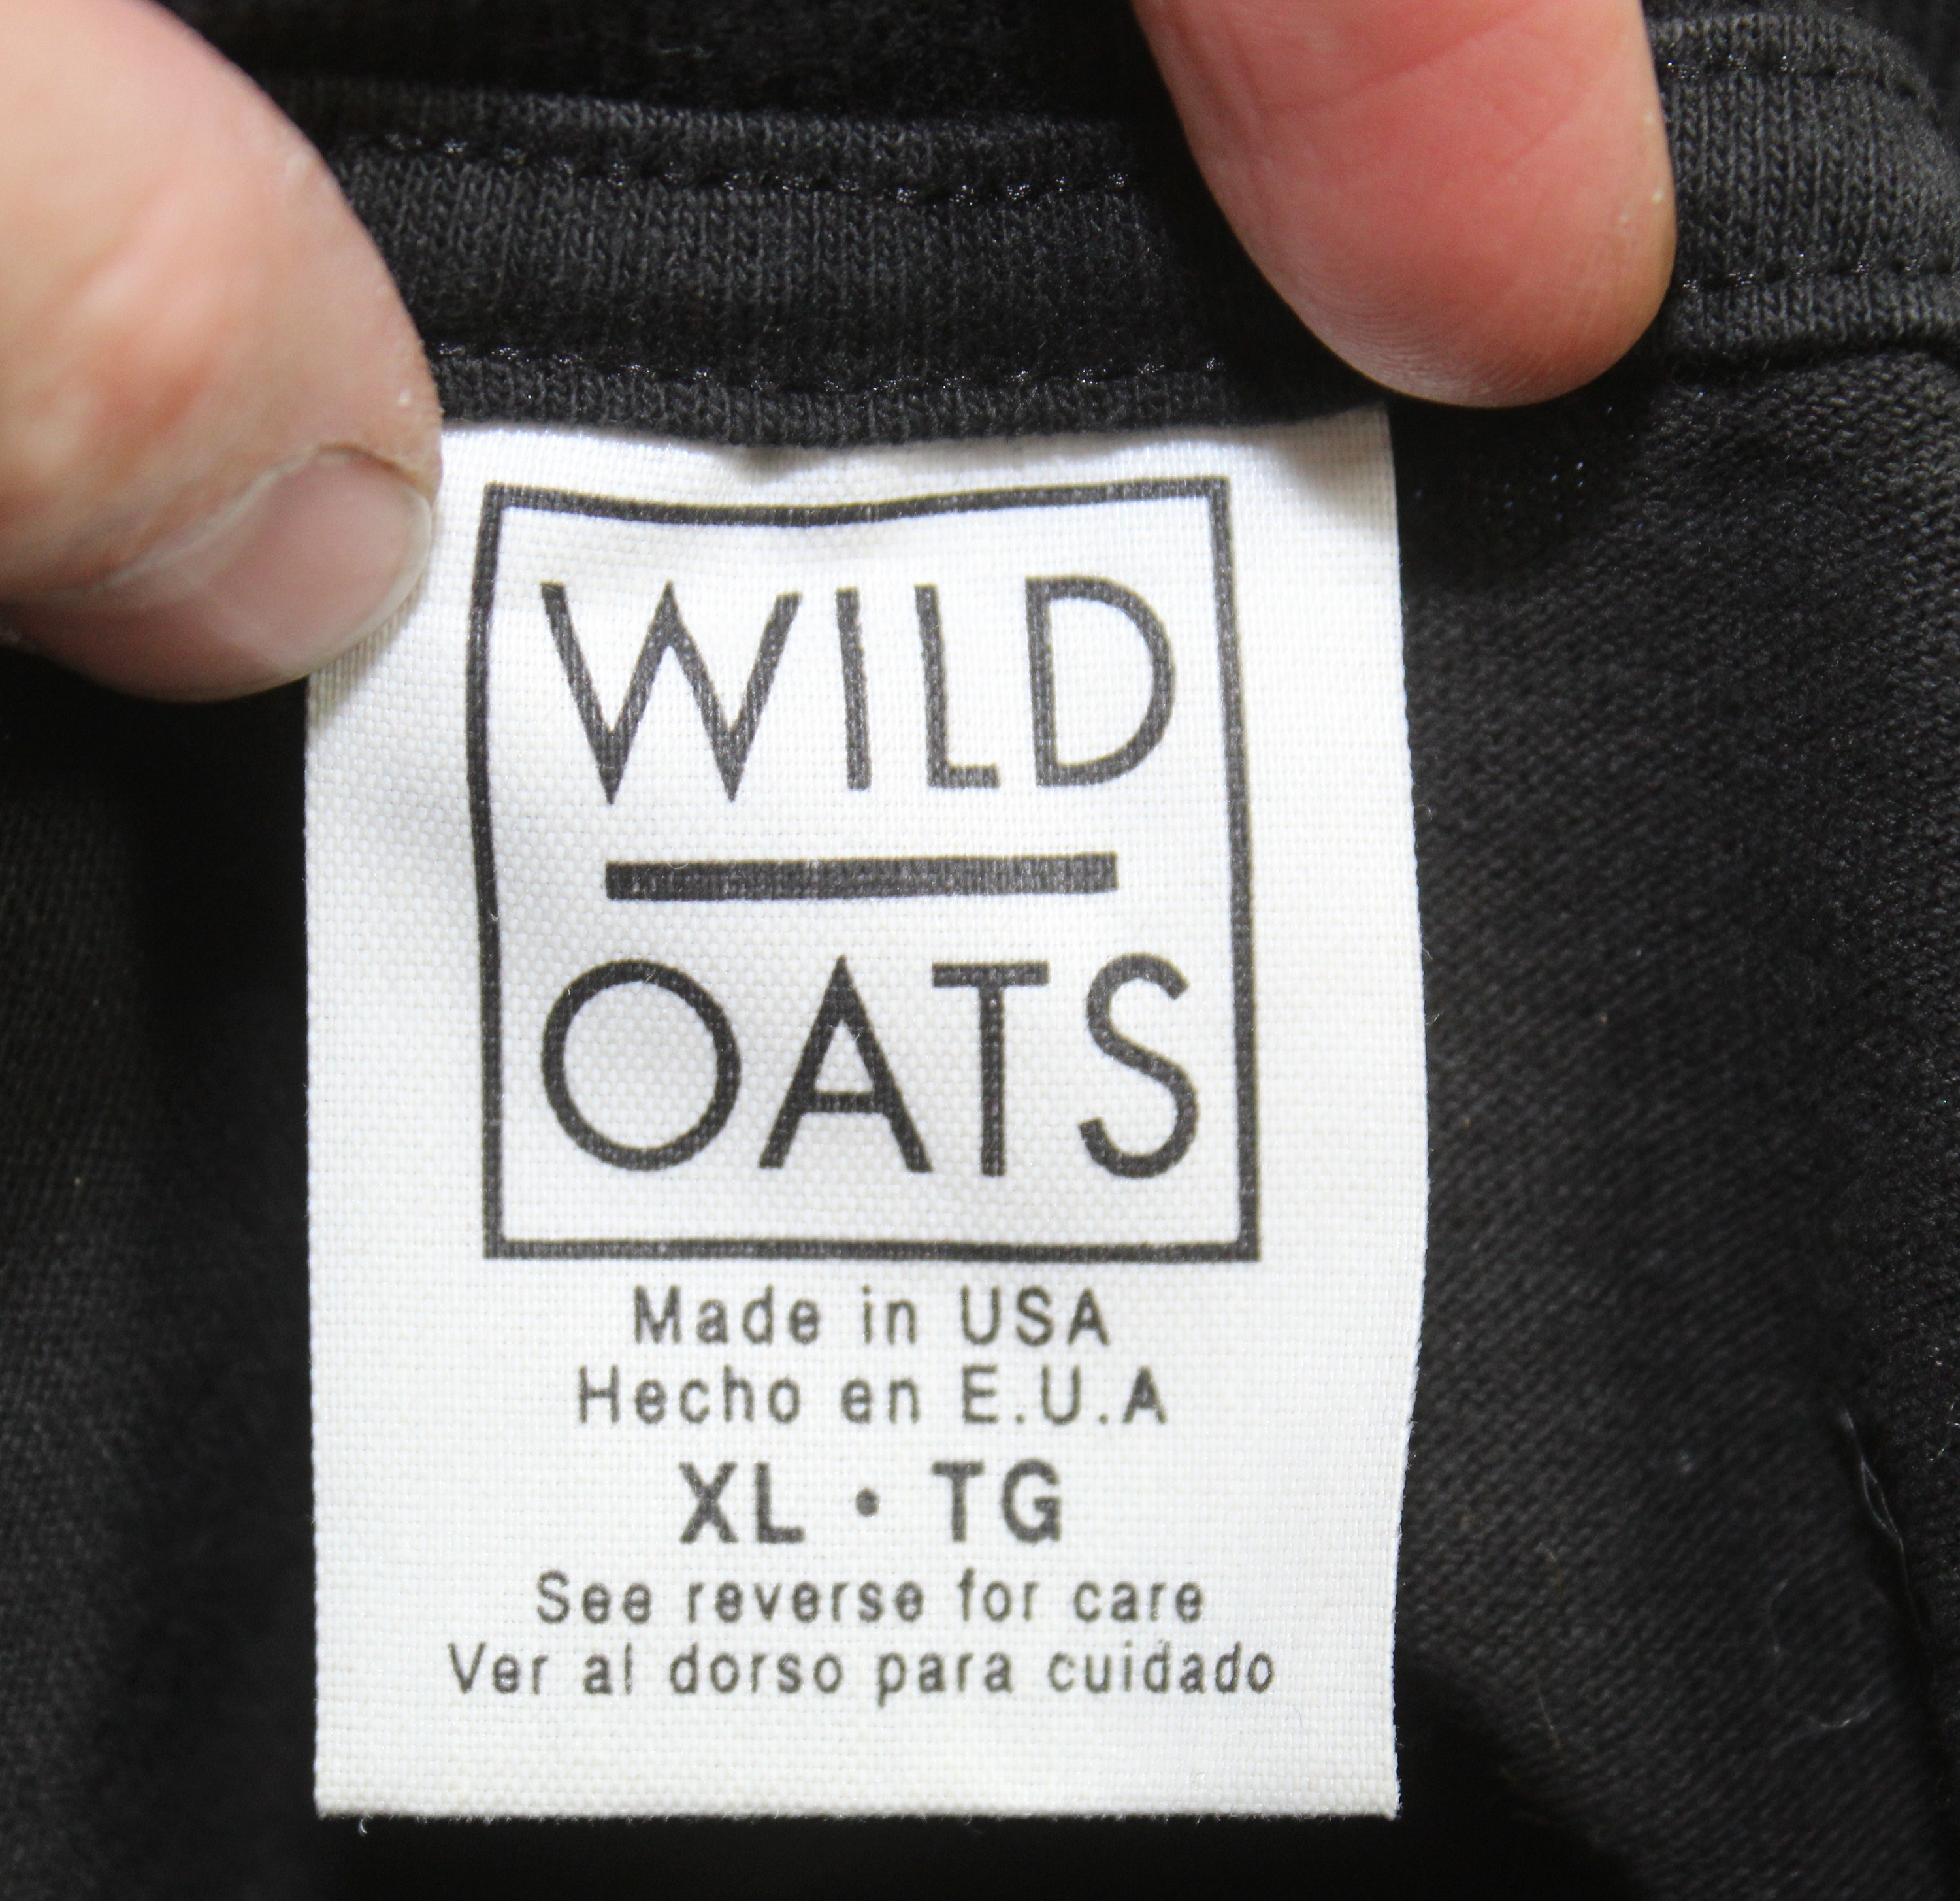 WILD
OATS
Made in USA
Hecho en E.U.A
XL • TG
See reverse for care
Ver al dorso para cuidado